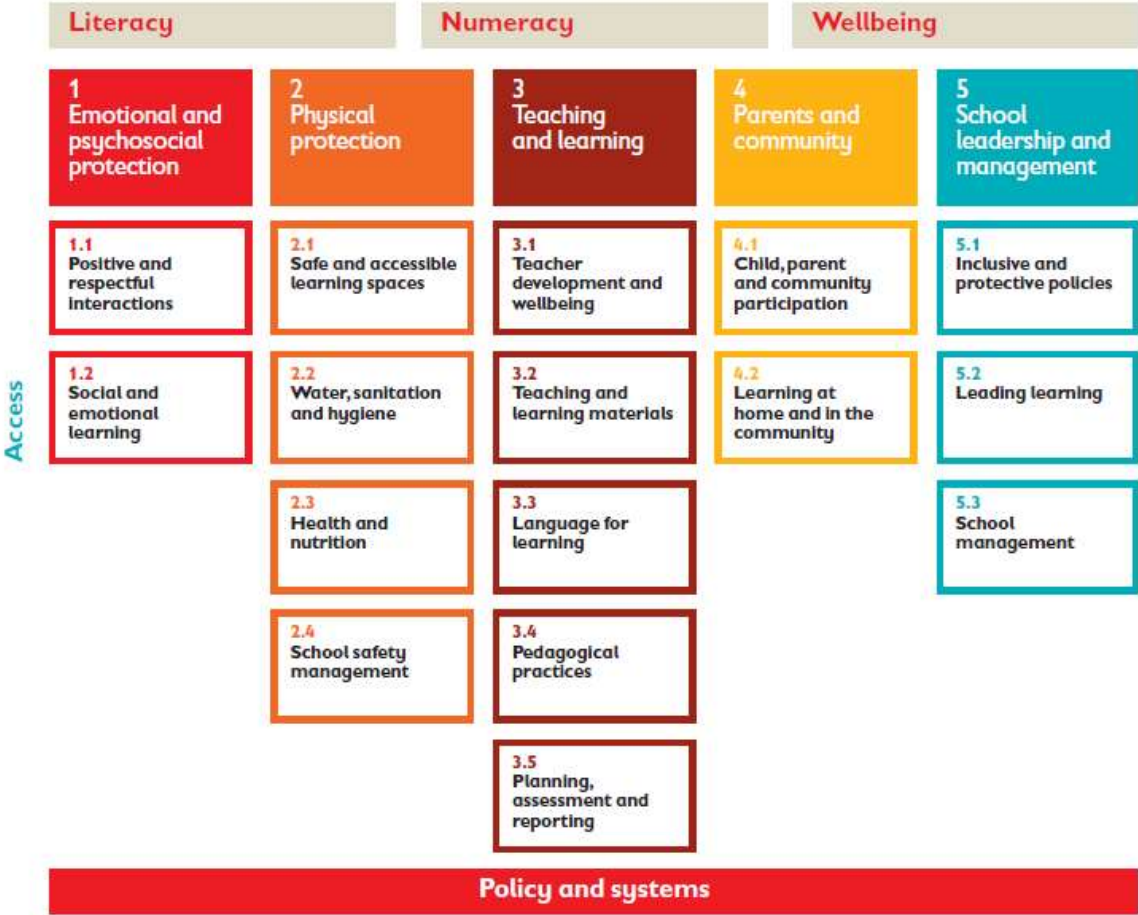 Literacy
Numeracy
Wellbeing
1
Emotional and
psychosocial
protection
2
Physical
protection
3
Teaching
and learning
4
Parents and
community
5
School
leadership and
management
Access
1.1
Positive and
respectful
interactions
1.2
Social and
emotional
learning
2.1
Safe and accessible
learning spaces
2.2
Water, sanitation
and hygiene
2.3
Health and
nutrition
2.4
School safety
management
3.1
Teacher
development and
wellbeing
3.2
Teaching and
learning materials
3.3
Language for
learning
3.4
Pedagogical
practices
3.5
Planning,
assessment and
reporting
4.1
Child, parent
and community
participation
4.2
Learning at
home and in the
community
5.1
Inclusive and
protective policies
5.2
Leading learning
5.3
School
management
Policy and systems